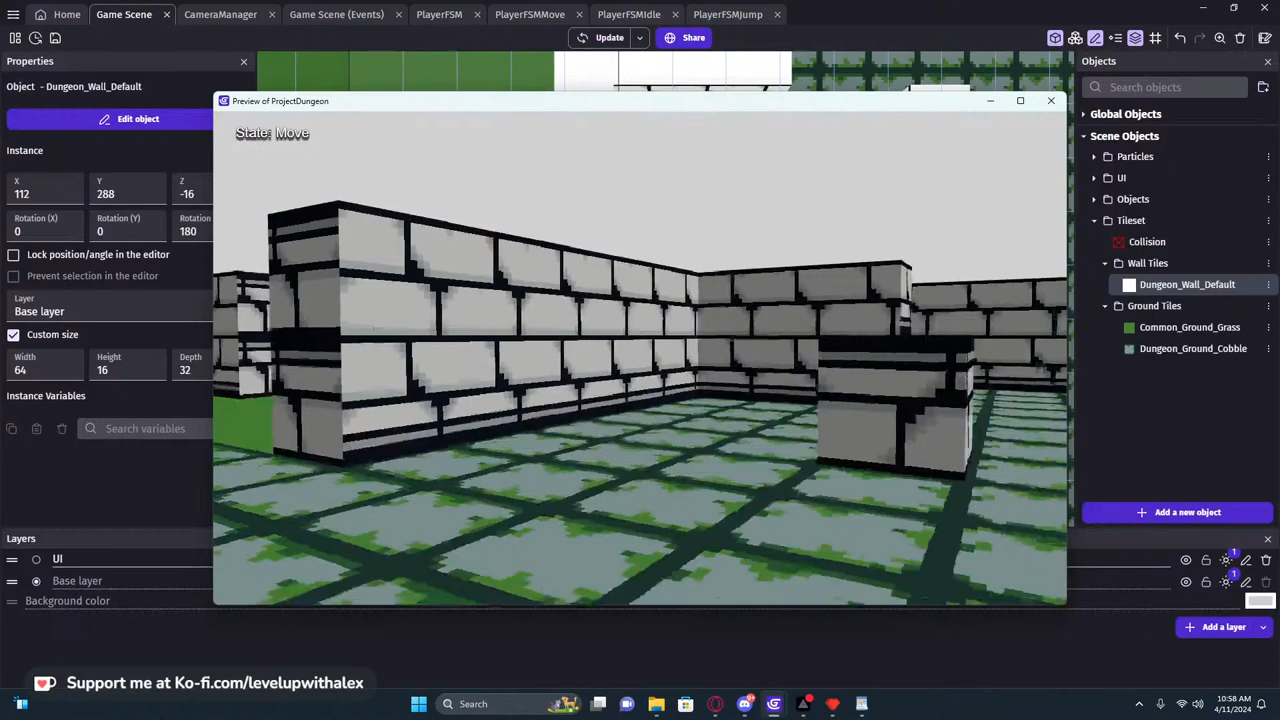 Home
Game Scene
CameraManager
Game Scene (Events)
PlayerFSM
PlayerFSMMove
PlayerFSMIdle
PlayerFSMJump
Update
Share
Properties
Objects
Object - Dungeon_Wall_Default
Search objects
Preview of ProjectDungeon
Edit object
Global Objects
State: Move
Scene Objects
Instance
Particles
X
Y
Z
112
288
-16
UI
Objects
Rotation (X)
Rotation (Y)
Rotation
0
0
180
Tileset
Collision
Lock position/angle in the editor
Wall Tiles
Prevent selection in the editor
Dungeon_Wall_Default
Layer
Base layer
Ground Tiles
Common_Ground_Grass
Custom size
Dungeon_Ground_Cobble
Width
Height
Depth
64
16
32
Instance Variables
Search variables
Add a new object
Layers
UI
1
Base layer
1
Background color
Add a layer
Support me at Ko-fi.com/levelupwithalex
Search
10:58 AM
4/11/2024